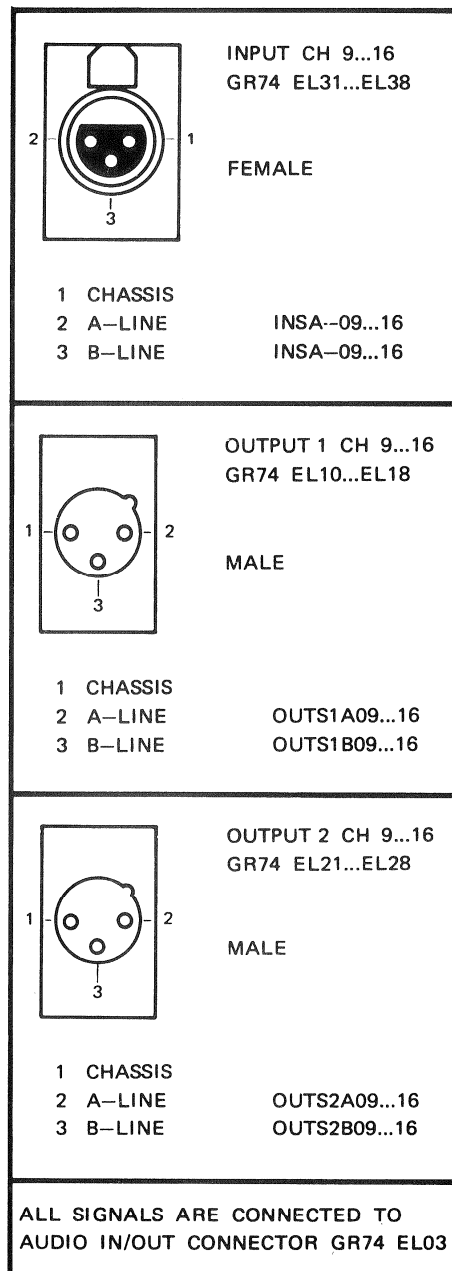 INPUT CH 9...16
GR74 EL31...EL38
2 1
FEMALE
3
1 CHASSIS
2 A—LINE INSA--09...16
3 B—LINE INSA—09...16
OUTPUT 1 CH 9...16
GR74 EL10...EL18
1 2
MALE
3
1 CHASSIS
2 A—LINE OUTS1A09...16
3 B—LINE OUTS1B09...16
OUTPUT 2 CH 9...16
GR74 EL21...EL28
1 2
MALE
3
1 CHASSIS
2 A—LINE OUTS2A09...16
3 B—LINE OUTS2B09...16
ALL SIGNALS ARE CONNECTED TO
AUDIO IN/OUT CONNECTOR GR74 EL03